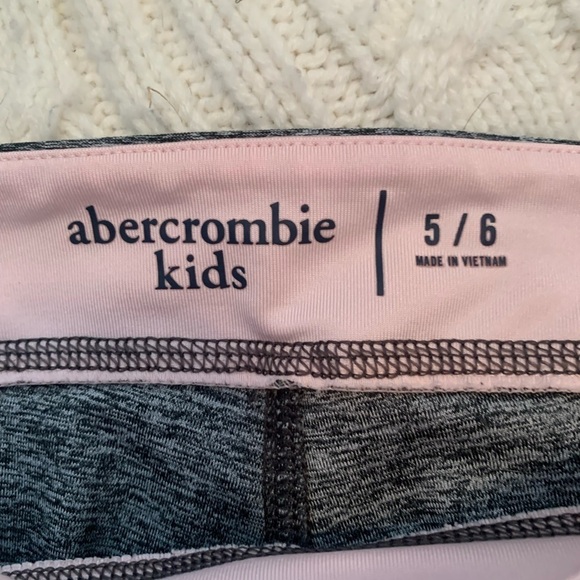 abercrombie
kids
5 / 6
MADE IN VIETNAM